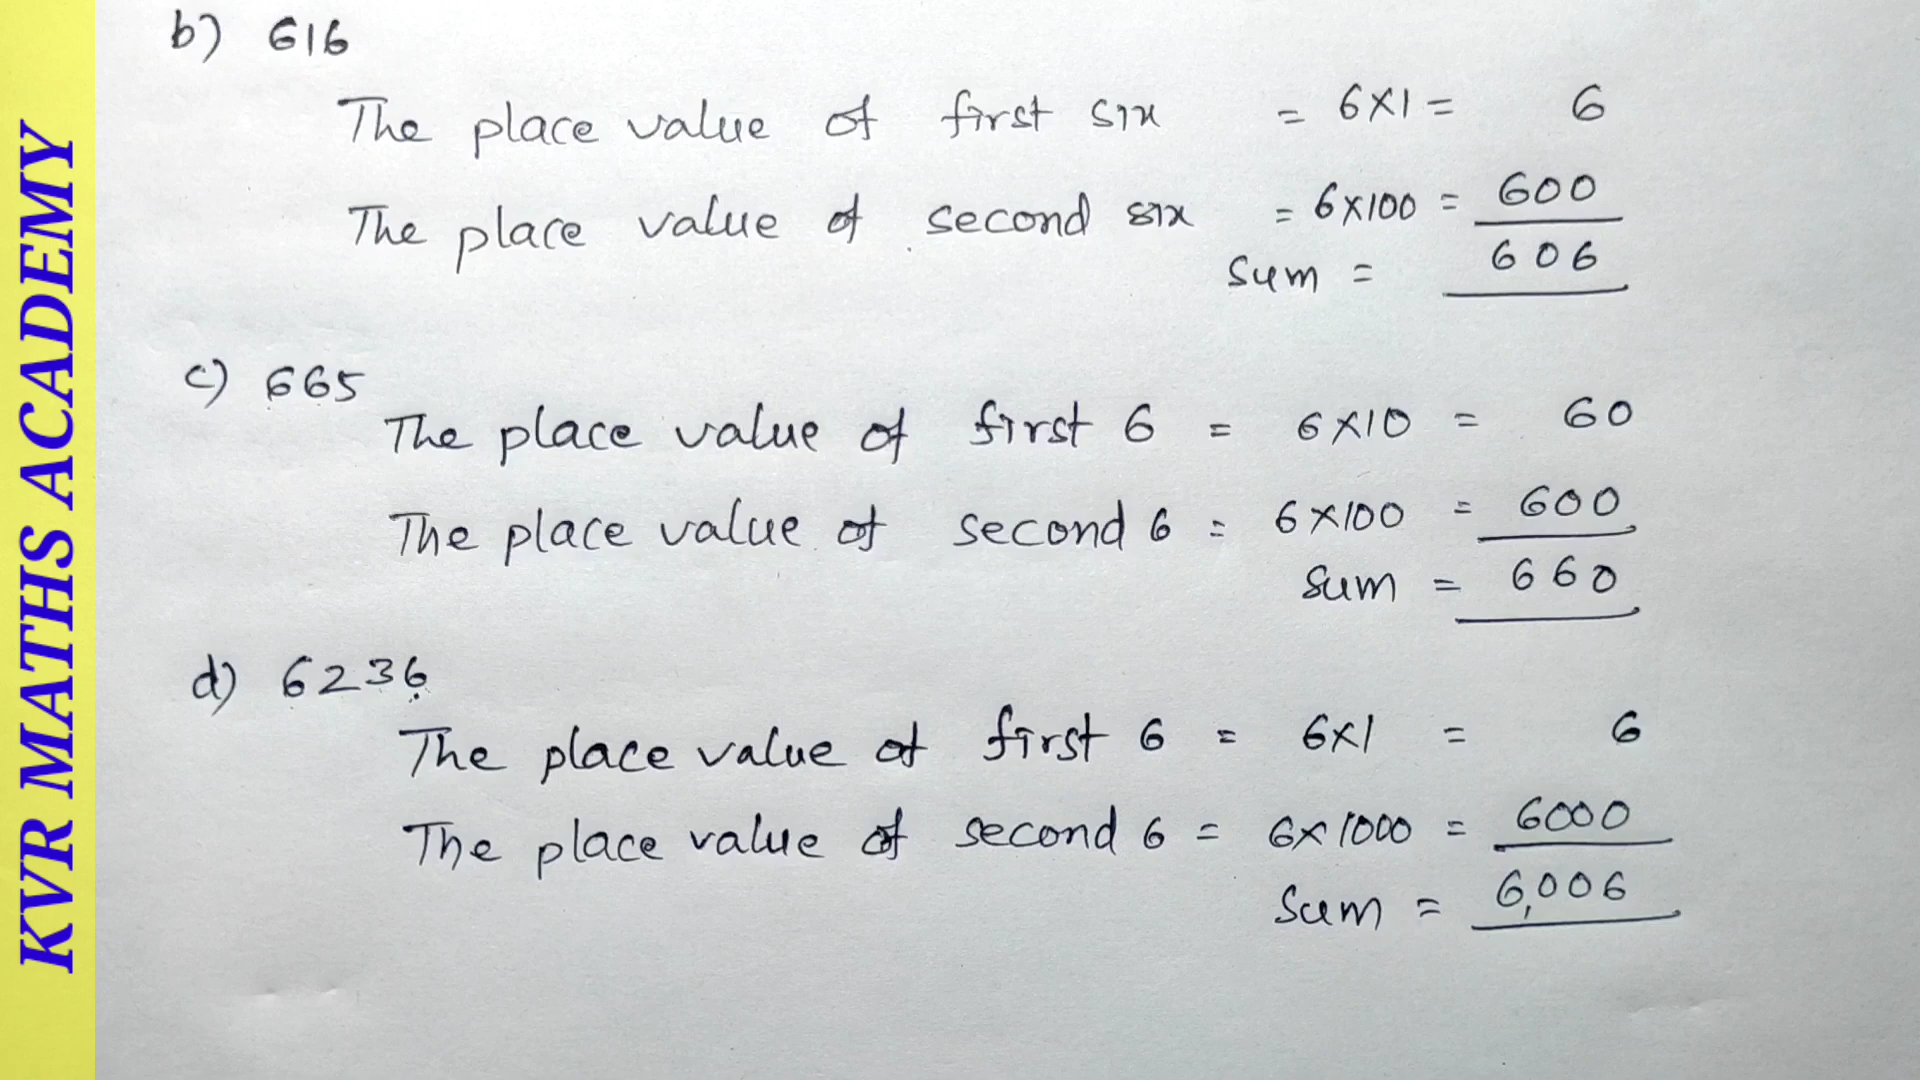 KVR MATHS ACADEMY
b) 616
The place value of first six = 6×1 = 6
The place value of second six = 6×100 = 600
Sum = 606
c) 665
The place value of first 6 = 6×10 = 60
The place value of second 6 = 6×100 = 600
Sum = 660
d) 6236
The place value of first 6 = 6×1 = 6
The place value of second 6 = 6×1000 = 6000
Sum = 6,006